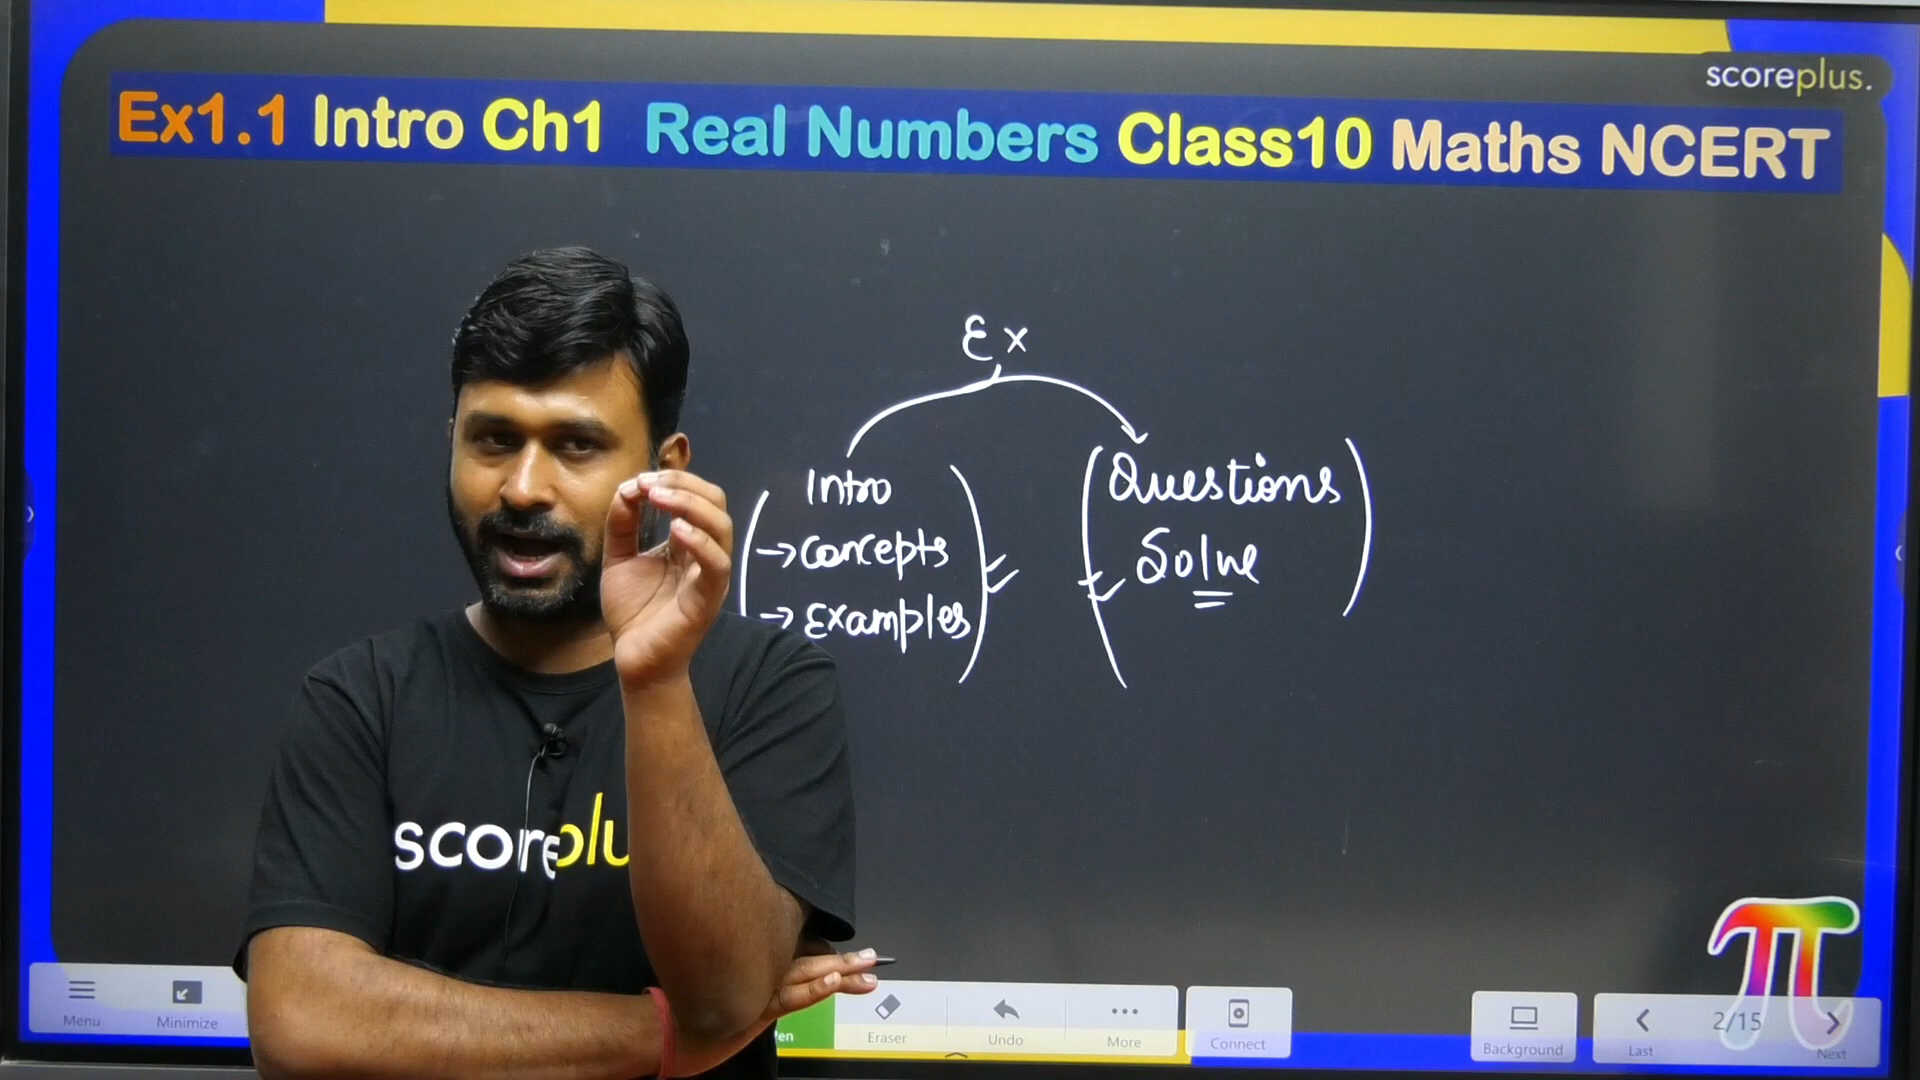 scoreplus.
Ex1.1 Intro Ch1 Real Numbers Class10 Maths NCERT
Ex
Intro
→ concepts
→ Examples
Questions
Solve
scoreplu
Menu
Minimize
en
Eraser
Undo
More
Connect
Background
Last
2/15
Next